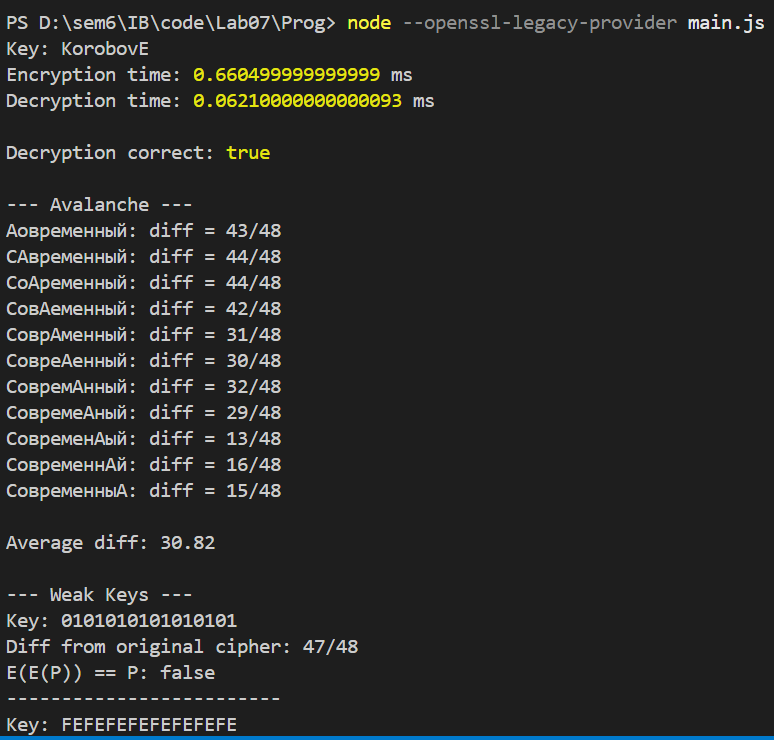 PS D:\sem6\IB\code\Lab07\Prog> node --openssl-legacy-provider main.js
Key: KorobovE
Encryption time: 0.660499999999999 ms
Decryption time: 0.06210000000000093 ms
Decryption correct: true
--- Avalanche ---
Аовременный: diff = 43/48
САвременный: diff = 44/48
СоАременный: diff = 44/48
СовАеменный: diff = 42/48
СоврАменный: diff = 31/48
СовреАенный: diff = 30/48
СовремАнный: diff = 32/48
СовремеАный: diff = 29/48
СовременАый: diff = 13/48
СовременнАй: diff = 16/48
СовременныА: diff = 15/48
Average diff: 30.82
--- Weak Keys ---
Key: 0101010101010101
Diff from original cipher: 47/48
E(E(P)) == P: false
-------------------------
Key: FEFEFEFEFEFEFEFE